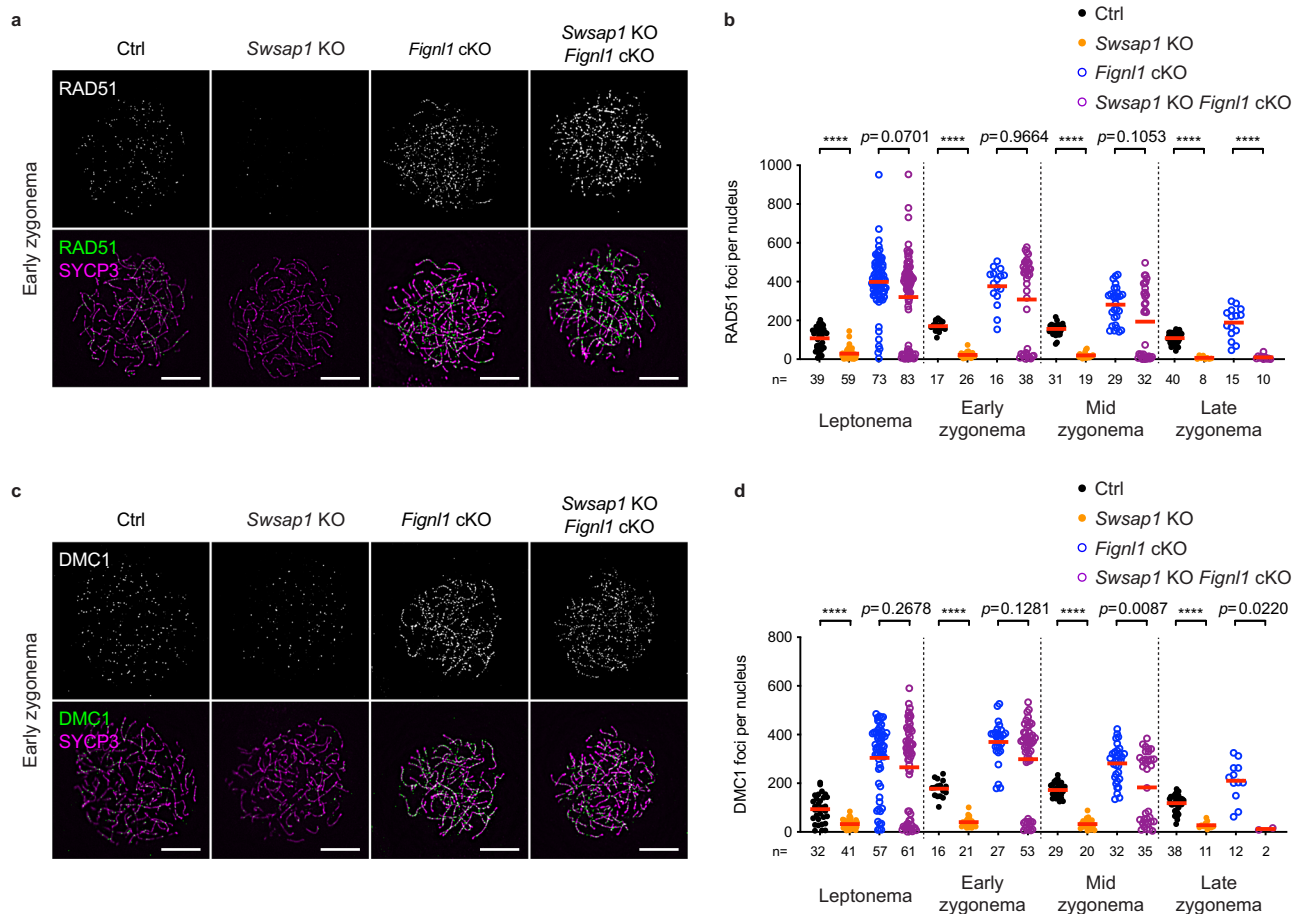 a
Ctrl
Swsap1 KO
Fignl1 cKO
Swsap1 KO
Fignl1 cKO
Early zygonema
RAD51
RAD51
SYCP3
b
Ctrl
Swsap1 KO
Fignl1 cKO
Swsap1 KO Fignl1 cKO
**** p=0.0701 **** p=0.9664 **** p=0.1053 **** ****
RAD51 foci per nucleus
1000
800
600
400
200
0
n= 39 59 73 83 17 26 16 38 31 19 29 32 40 8 15 10
Leptonema
Early
zygonema
Mid
zygonema
Late
zygonema
c
Ctrl
Swsap1 KO
Fignl1 cKO
Swsap1 KO
Fignl1 cKO
Early zygonema
DMC1
DMC1
SYCP3
d
Ctrl
Swsap1 KO
Fignl1 cKO
Swsap1 KO Fignl1 cKO
**** p=0.2678 **** p=0.1281 **** p=0.0087 **** p=0.0220
DMC1 foci per nucleus
800
600
400
200
0
n= 32 41 57 61 16 21 27 53 29 20 32 35 38 11 12 2
Leptonema
Early
zygonema
Mid
zygonema
Late
zygonema